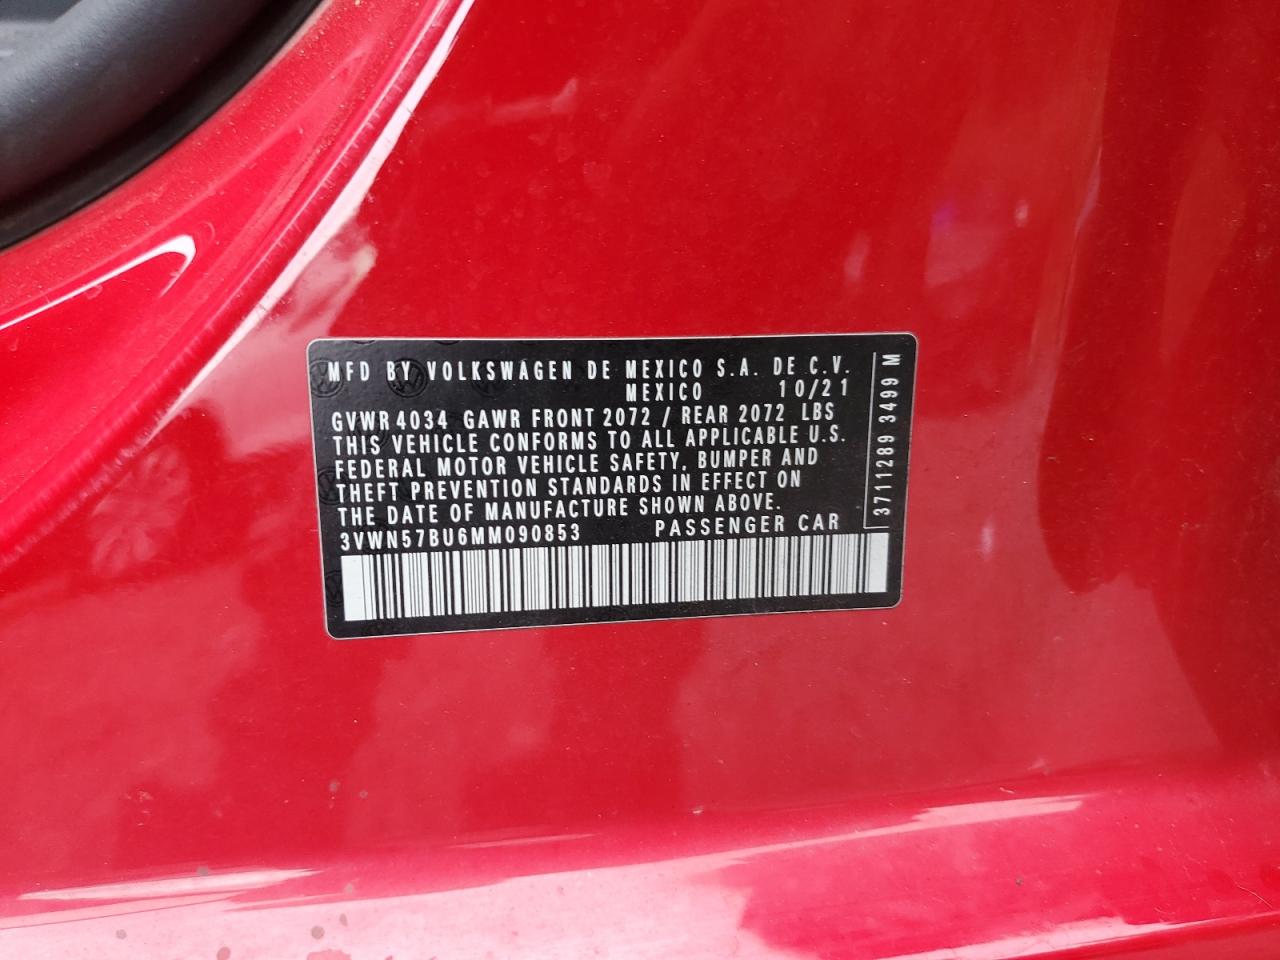 MFD BY VOLKSWAGEN DE MEXICO S.A. DE C.V.
MEXICO 10/21
GVWR 4034 GAWR FRONT 2072 / REAR 2072 LBS
THIS VEHICLE CONFORMS TO ALL APPLICABLE U.S.
FEDERAL MOTOR VEHICLE SAFETY, BUMPER AND
THEFT PREVENTION STANDARDS IN EFFECT ON
THE DATE OF MANUFACTURE SHOWN ABOVE.
3VWN57BU6MM090853 PASSENGER CAR
3711289 3499 M